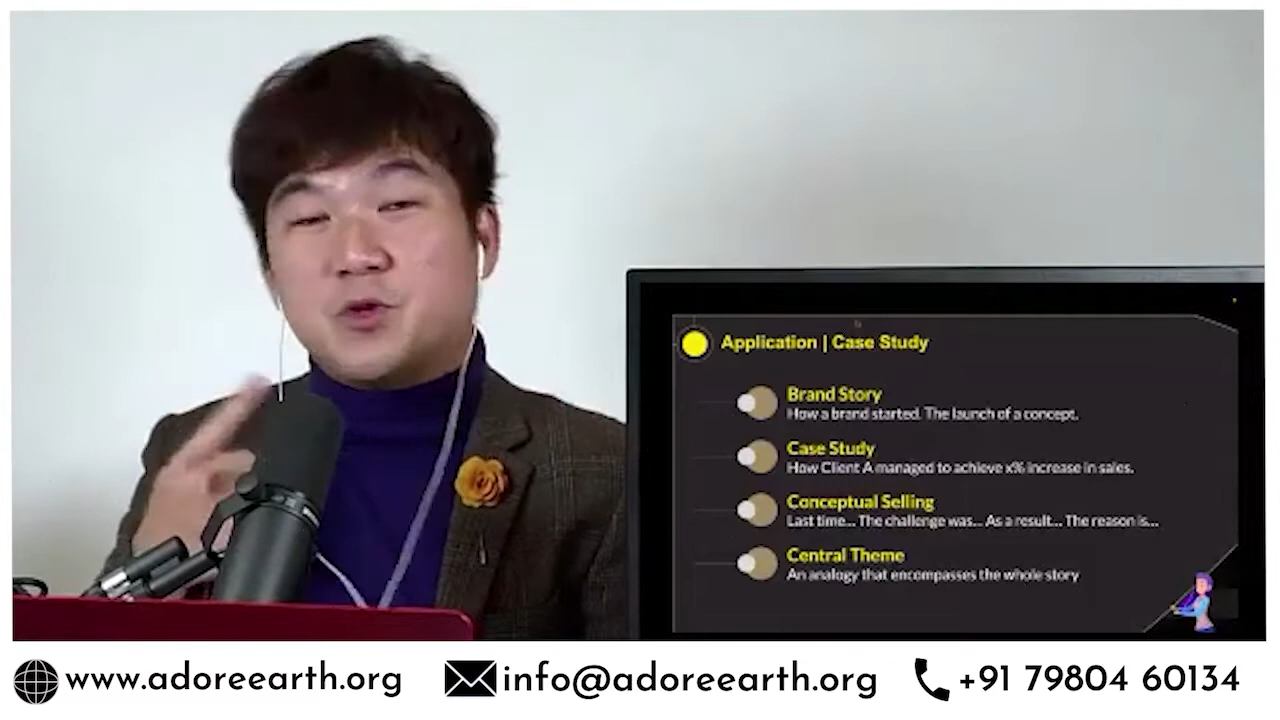 Application | Case Study
Brand Story
How a brand started. The launch of a concept.
Case Study
How Client A managed to achieve x% increase in sales.
Conceptual Selling
Last time... The challenge was... As a result... The reason is...
Central Theme
An analogy that encompasses the whole story
www.adoreearth.org
info@adoreearth.org
+91 79804 60134